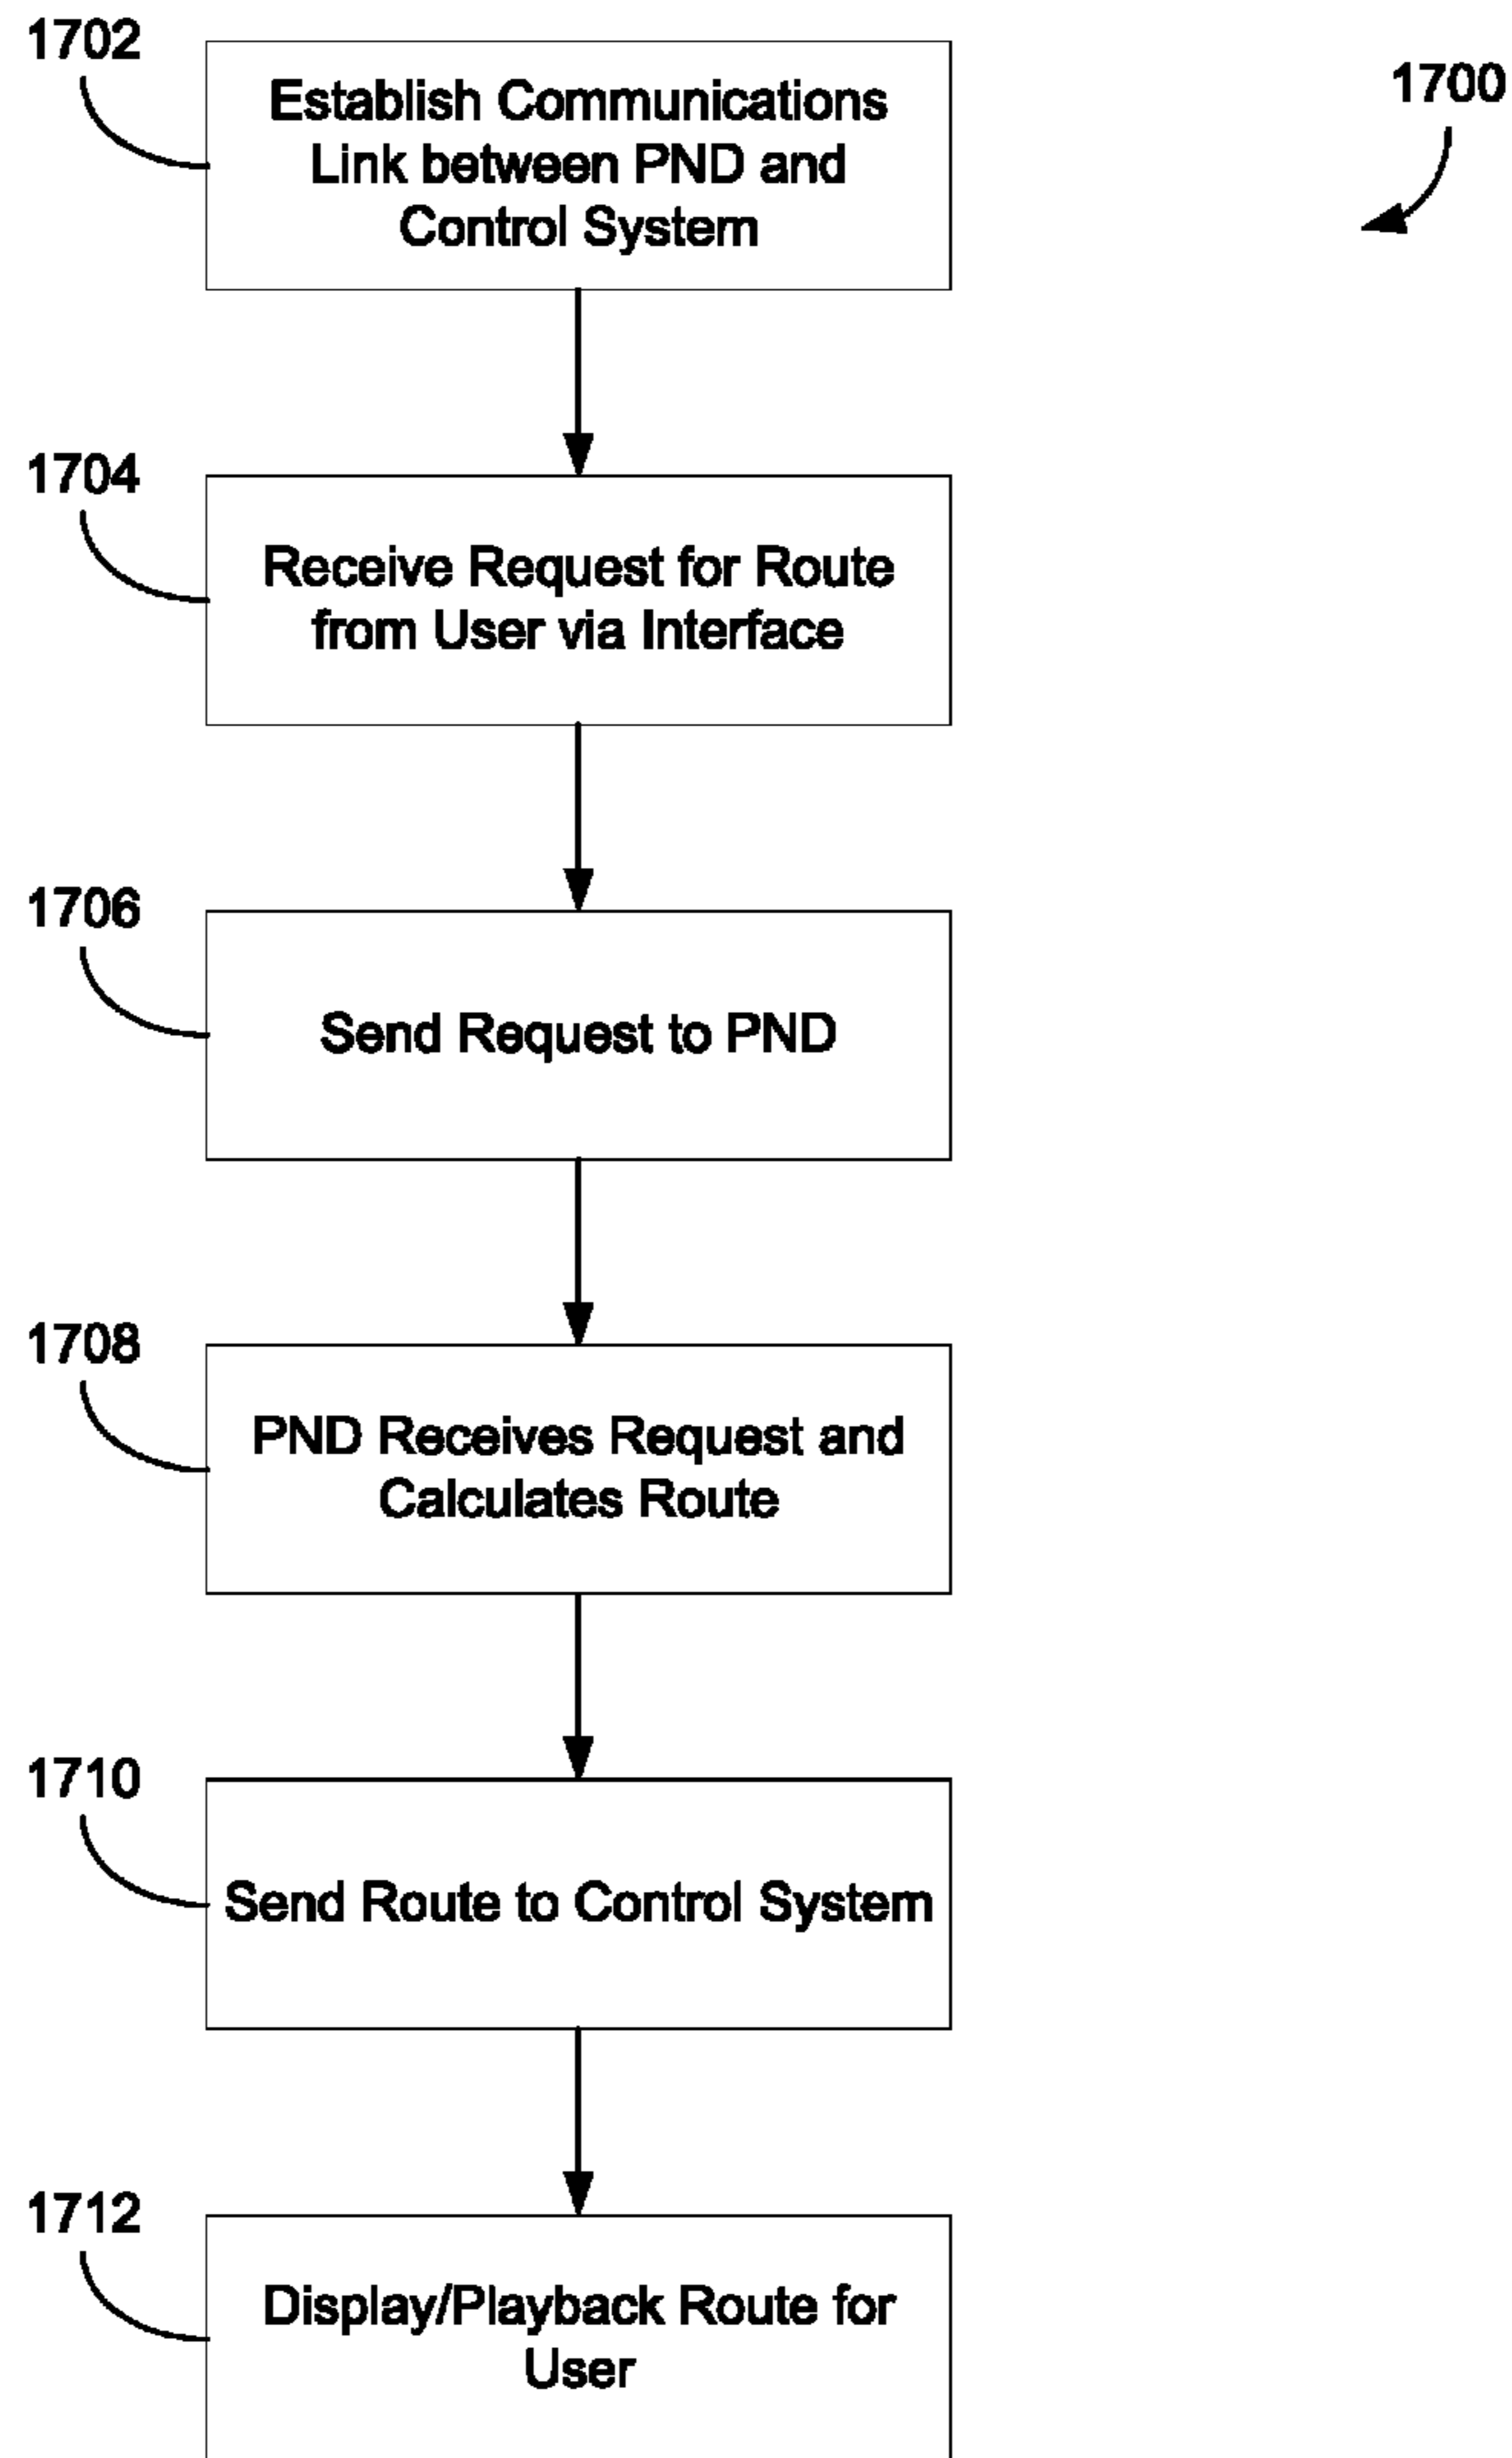 1702
Establish Communications
Link between PND and
Control System
1700
1704
Receive Request for Route
from User via Interface
1706
Send Request to PND
1708
PND Receives Request and
Calculates Route
1710
Send Route to Control System
1712
Display/Playback Route for
User